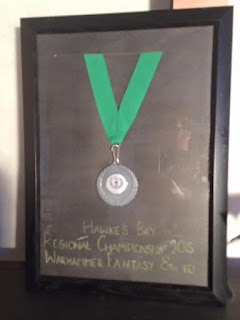 Hawke's Bay
Regional Championship 2015
Warhammer Fantasy 8th ed